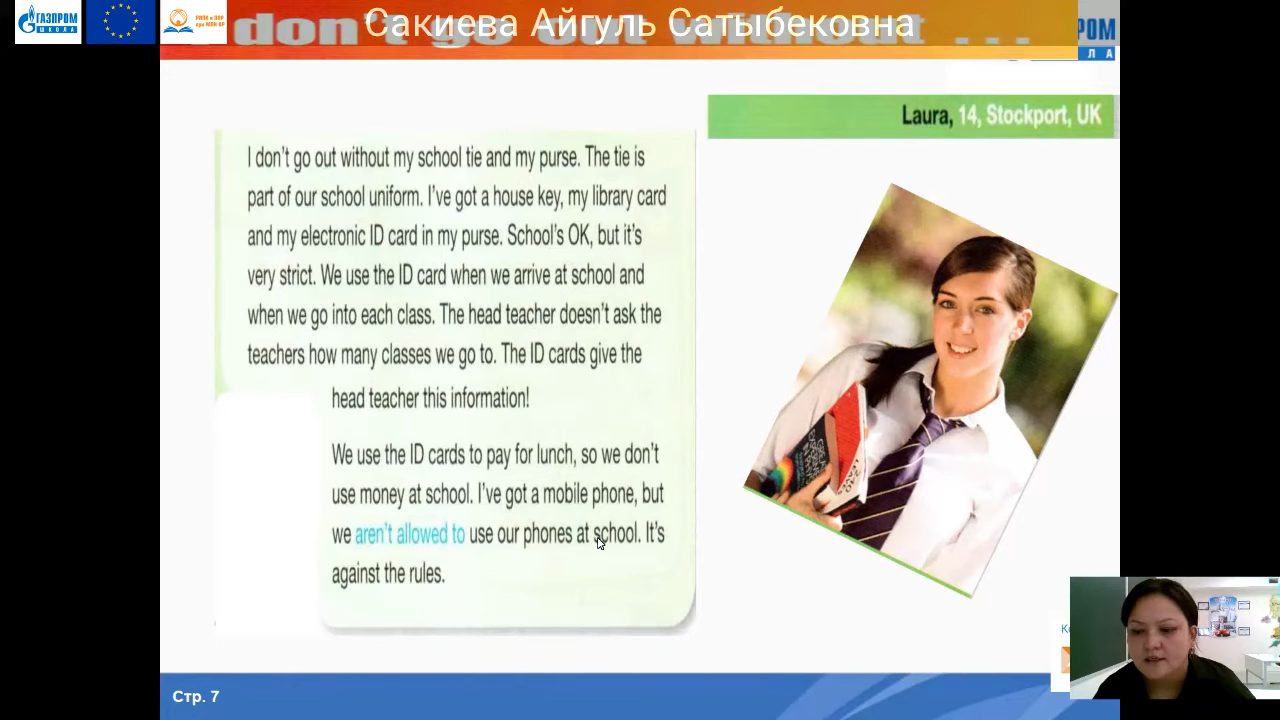 ГАЗПРОМ
ШКОЛА
Сакиева Айгуль Сатыбековна
don't go out without ...
Laura, 14, Stockport, UK
I don't go out without my school tie and my purse. The tie is
part of our school uniform. I've got a house key, my library card
and my electronic ID card in my purse. School's OK, but it's
very strict. We use the ID card when we arrive at school and
when we go into each class. The head teacher doesn't ask the
teachers how many classes we go to. The ID cards give the
head teacher this information!
We use the ID cards to pay for lunch, so we don't
use money at school. I've got a mobile phone, but
we aren't allowed to use our phones at school. It's
against the rules.
Стр. 7